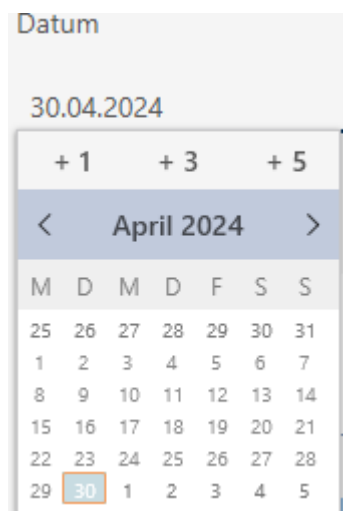 Datum
30.04.2024
+ 1 + 3 + 5
< April 2024 >
M D M D F S S
25 26 27 28 29 30 31
1 2 3 4 5 6 7
8 9 10 11 12 13 14
15 16 17 18 19 20 21
22 23 24 25 26 27 28
29 30 1 2 3 4 5